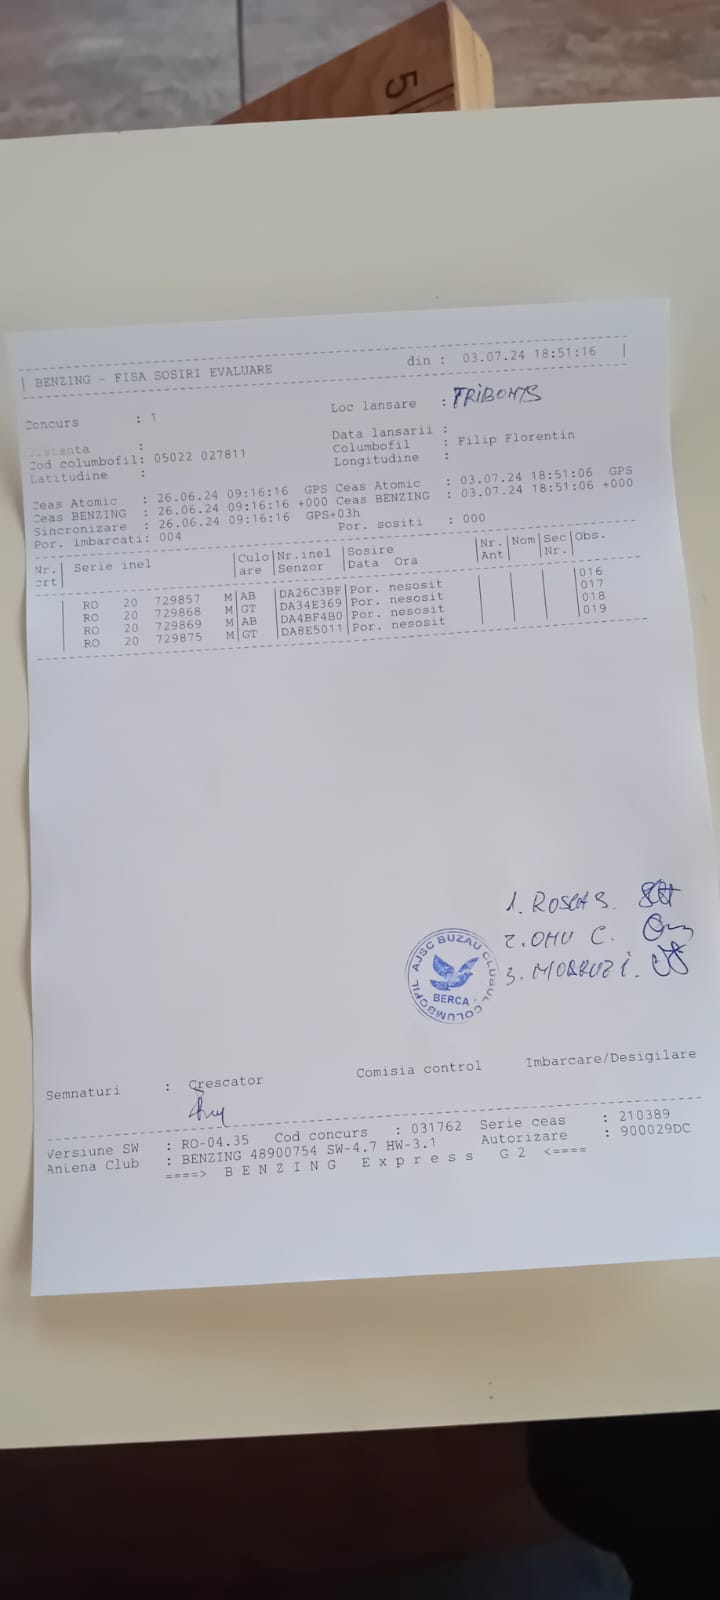 5
| BENZING - FISA SOSIRI EVALUARE din : 03.07.24 18:51:16 |
Concurs : 1 Loc lansare :
Distanta : Data lansarii :
Cod columbofil: 05022 027811 Columbofil : Filip Florentin
Latitudine : Longitudine :
Ceas Atomic : 26.06.24 09:16:16 GPS Ceas Atomic : 03.07.24 18:51:06 GPS
Ceas BENZING : 26.06.24 09:16:16 +000 Ceas BENZING : 03.07.24 18:51:06 +000
Sincronizare : 26.06.24 09:16:16 GPS+03h
Por. imbarcati: 004 Por. sositi : 000
Nr.| Serie inel |Culo|Nr.inel |Sosire |Nr.|Nom|Sec|Obs.
crt| |are |Senzor |Data Ora |Ant| |Nr.|
| RO 20 729857 M|AB |DA26C3BF|Por. nesosit | | | |016
| RO 20 729868 M|GT |DA34E369|Por. nesosit | | | |017
| RO 20 729869 M|AB |DA4BF4B0|Por. nesosit | | | |018
| RO 20 729875 M|GT |DA8E5011|Por. nesosit | | | |019
1. ROSCA S.
2. OMU C.
3. MORRUZ I.
AJSC BUZAU CLUBUL COLUMBOFIL
BERCA
Semnaturi : Crescator Comisia control Imbarcare/Desigilare
Versiune SW : RO-04.35 Cod concurs : 031762 Serie ceas : 210389
Antena Club : BENZING 48900754 SW-4.7 HW-3.1 Autorizare : 900029DC
====> B E N Z I N G E x p r e s s G 2 <====